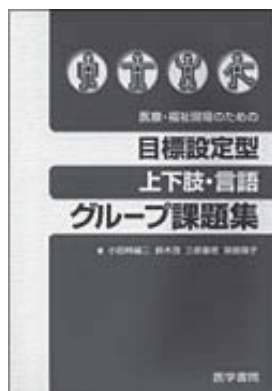 医療・福祉現場のための
目標設定型
上下肢・言語
グループ課題集
医学書院